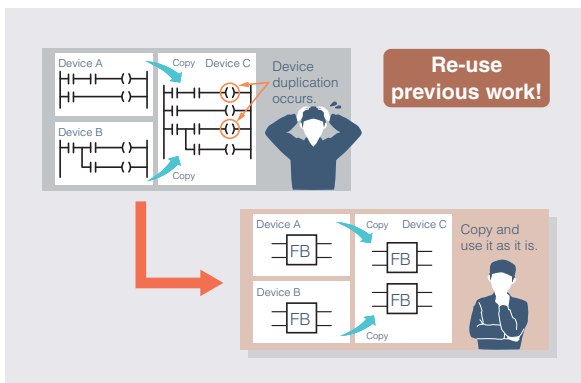 Device A
Copy
Device C
Device
duplication
occurs.
Device B
Copy
Re-use
previous work!
Device A
Copy
Device C
FB
FB
Device B
FB
FB
Copy
Copy and
use it as it is.